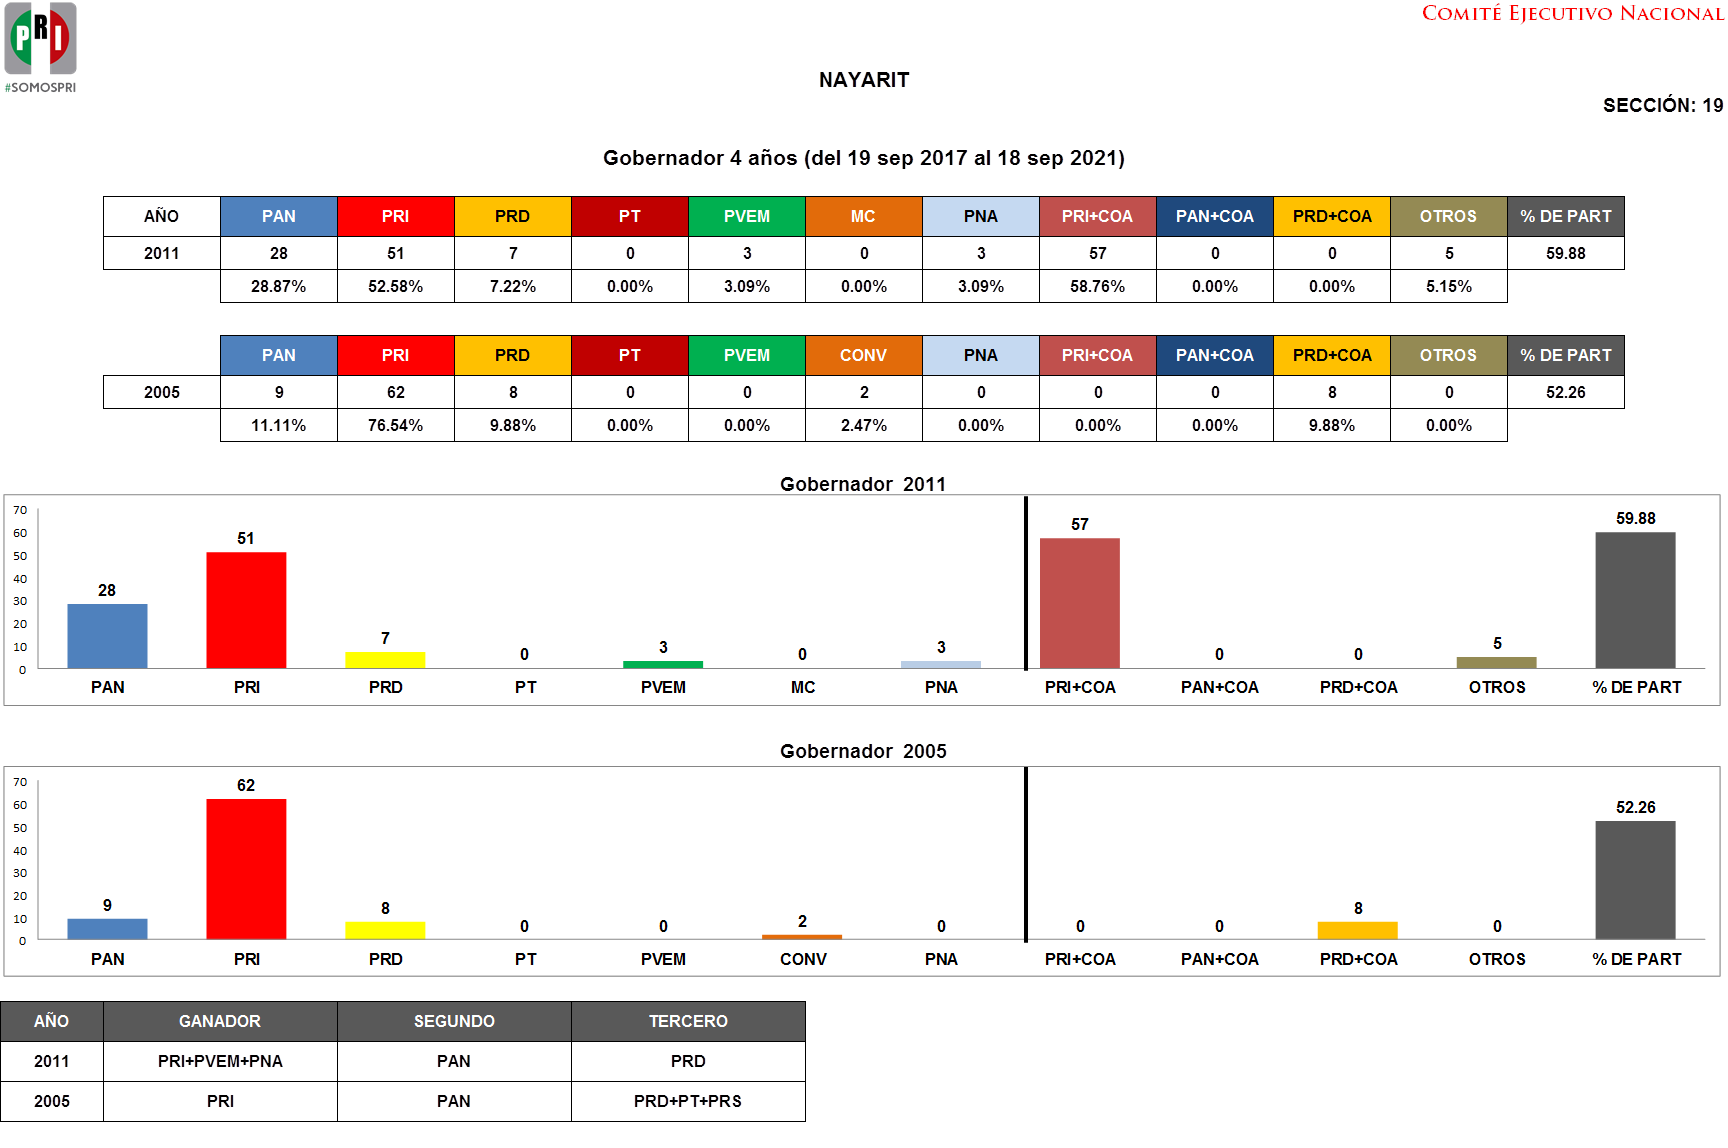 PRI
#SOMOSPRI
COMITÉ EJECUTIVO NACIONAL
NAYARIT
SECCIÓN: 19
Gobernador 4 años (del 19 sep 2017 al 18 sep 2021)
AÑO PAN PRI PRD PT PVEM MC PNA PRI+COA PAN+COA PRD+COA OTROS % DE PART
2011 28 51 7 0 3 0 3 57 0 0 5 59.88
28.87% 52.58% 7.22% 0.00% 3.09% 0.00% 3.09% 58.76% 0.00% 0.00% 5.15%
PAN PRI PRD PT PVEM CONV PNA PRI+COA PAN+COA PRD+COA OTROS % DE PART
2005 9 62 8 0 0 2 0 0 0 8 0 52.26
11.11% 76.54% 9.88% 0.00% 0.00% 2.47% 0.00% 0.00% 0.00% 9.88% 0.00%
Gobernador 2011
70
60
50
40
30
20
10
0
28 51 7 0 3 0 3 57 0 0 5 59.88
PAN PRI PRD PT PVEM MC PNA PRI+COA PAN+COA PRD+COA OTROS % DE PART
Gobernador 2005
70
60
50
40
30
20
10
0
9 62 8 0 0 2 0 0 0 8 0 52.26
PAN PRI PRD PT PVEM CONV PNA PRI+COA PAN+COA PRD+COA OTROS % DE PART
AÑO GANADOR SEGUNDO TERCERO
2011 PRI+PVEM+PNA PAN PRD
2005 PRI PAN PRD+PT+PRS